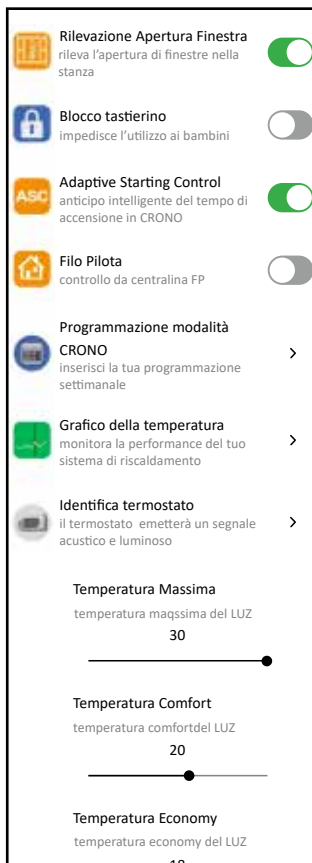 Rilevazione Apertura Finestra
rileva l'apertura di finestre nella
stanza
Blocco tastierino
impedisce l'utilizzo ai bambini
ASC
Adaptive Starting Control
anticipo intelligente del tempo di
accensione in CRONO
Filo Pilota
controllo da centralina FP
Programmazione modalità
CRONO
inserisci la tua programmazione
settimanale
Grafico della temperatura
monitora la performance del tuo
sistema di riscaldamento
Identifica termostato
il termostato emetterà un segnale
acustico e luminoso
Temperatura Massima
temperatura maqssima del LUZ
30
Temperatura Comfort
temperatura comfortdel LUZ
20
Temperatura Economy
temperatura economy del LUZ